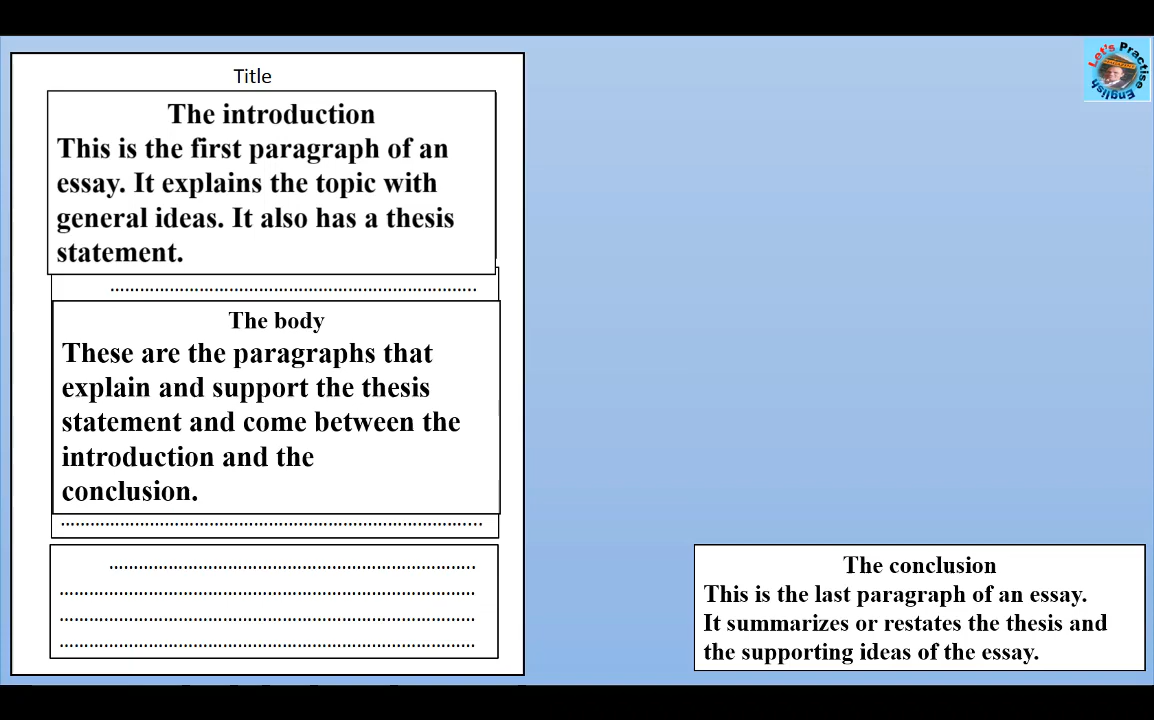 Let's Practise English
Title
The introduction
This is the first paragraph of an
essay. It explains the topic with
general ideas. It also has a thesis
statement.
The body
These are the paragraphs that
explain and support the thesis
statement and come between the
introduction and the
conclusion.
The conclusion
This is the last paragraph of an essay.
It summarizes or restates the thesis and
the supporting ideas of the essay.